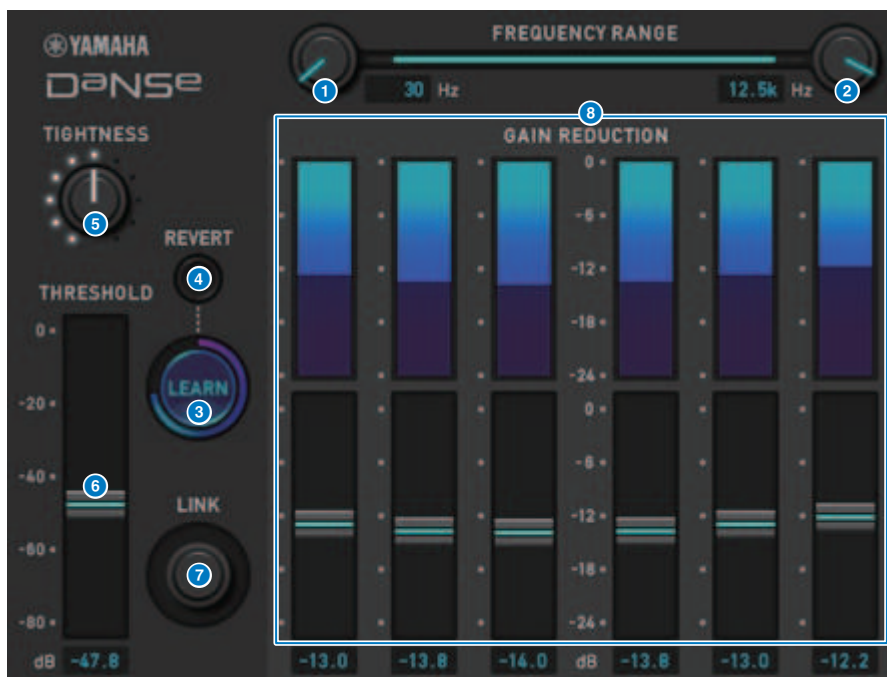 YAMAHA
DaNSe
FREQUENCY RANGE
1
30 Hz
12.5k Hz
2
8
TIGHTNESS
5
GAIN REDUCTION
0
-6
-12
-18
-24
REVERT
4
LEARN
3
THRESHOLD
0
-20
-40
-60
-80
6
LINK
7
0
-6
-12
-18
-24
dB -47.8
-13.0 -13.8 -14.0 dB -13.8 -13.0 -12.2